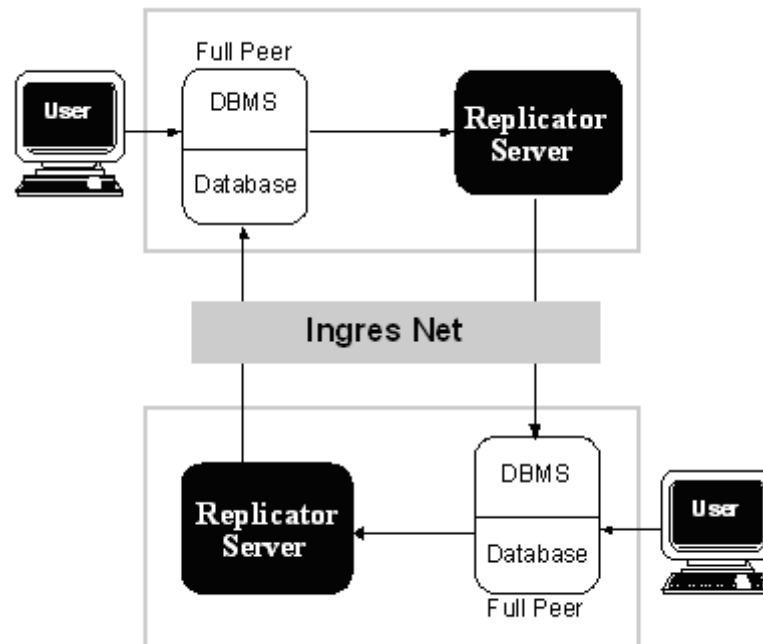 Full Peer
User
DBMS
Database
Replicator
Server
Ingres Net
Replicator
Server
DBMS
Database
User
Full Peer